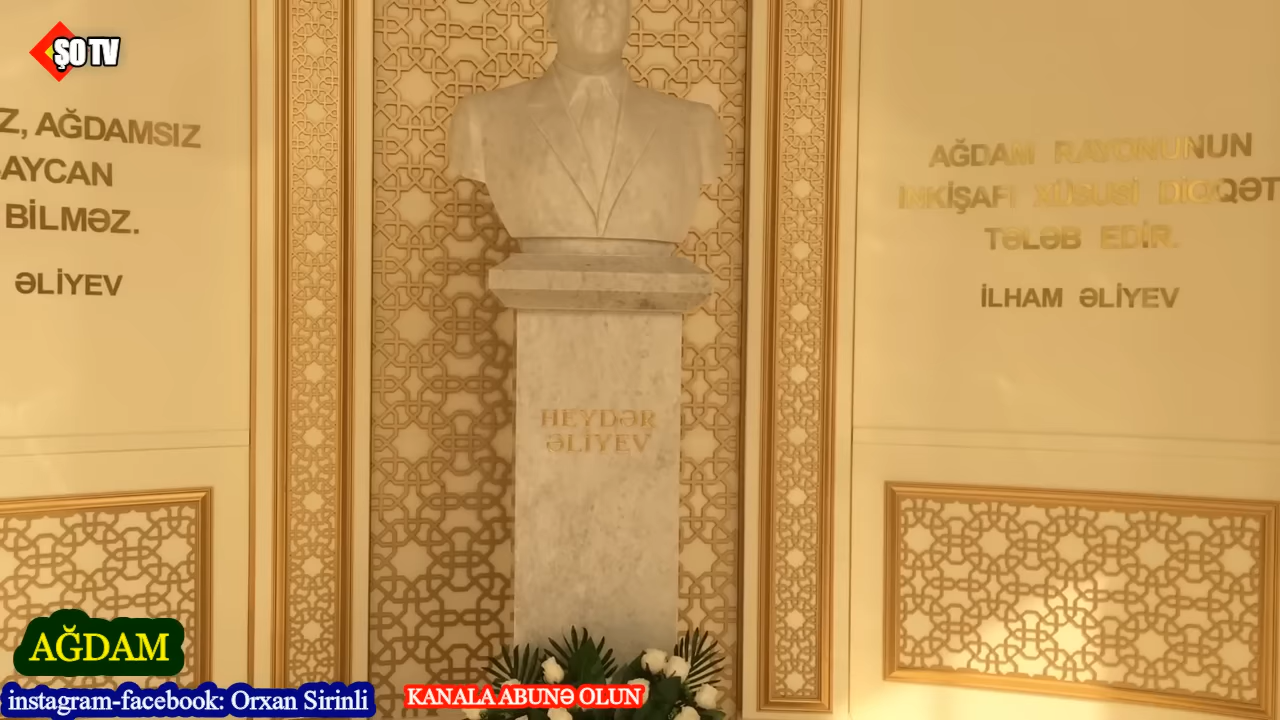 ŞO TV
Z, AĞDAMSIZ
AYCAN
BİLMƏZ.
ƏLİYEV
AĞDAM RAYONUNUN
İNKİŞAFI XÜSUSİ DİQQƏT
TƏLƏB EDİR.
İLHAM ƏLİYEV
HEYDƏR
ƏLİYEV
AĞDAM
instagram-facebook: Orxan Sirinli
KANALA ABUNƏ OLUN